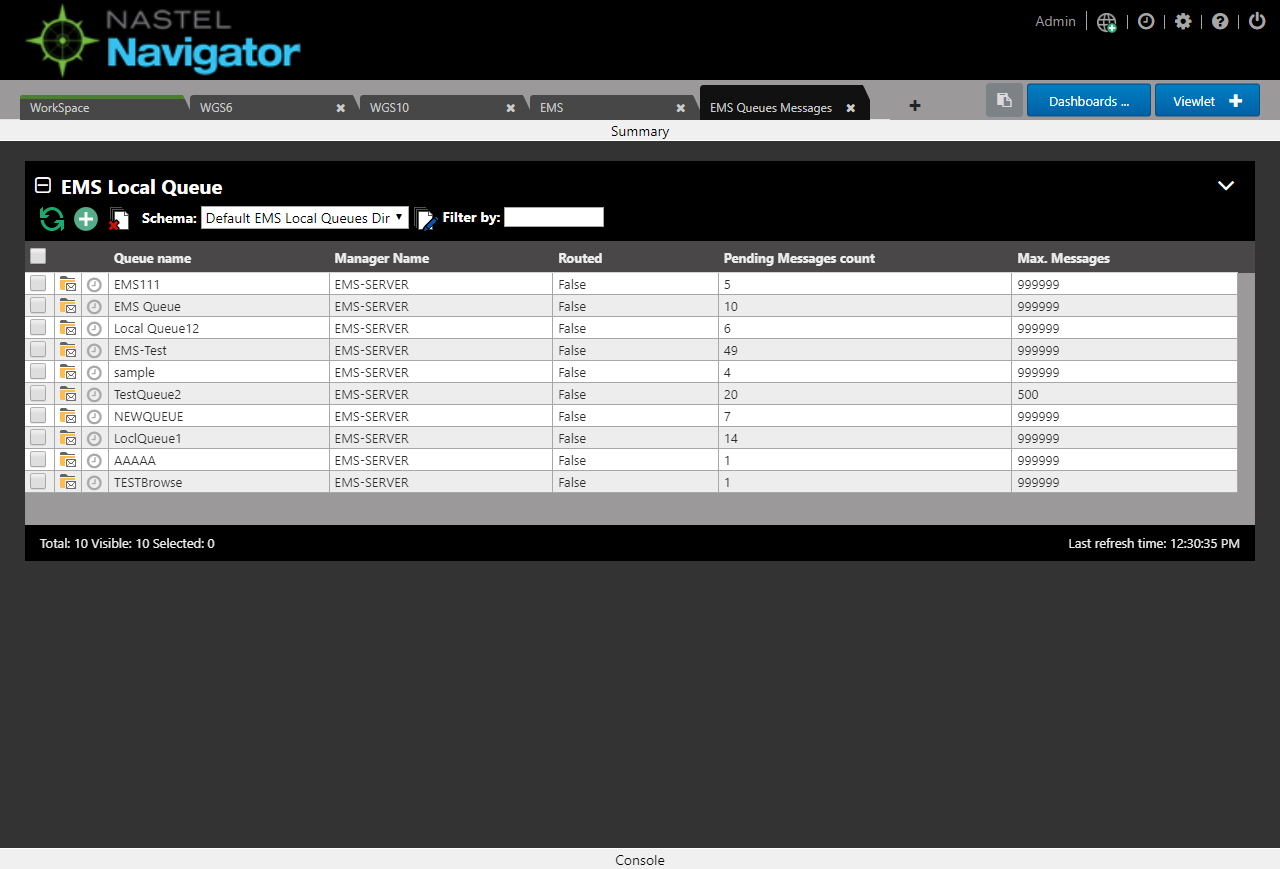 NASTEL
Navigator
Admin
WorkSpace WGS6 WGS10 EMS EMS Queues Messages Dashboards ... Viewlet
Summary
EMS Local Queue
Schema: Default EMS Local Queues Dir Filter by:
Queue name Manager Name Routed Pending Messages count Max. Messages
EMS111 EMS-SERVER False 5 999999
EMS Queue EMS-SERVER False 10 999999
Local Queue12 EMS-SERVER False 6 999999
EMS-Test EMS-SERVER False 49 999999
sample EMS-SERVER False 4 999999
TestQueue2 EMS-SERVER False 20 500
NEWQUEUE EMS-SERVER False 7 999999
LoclQueue1 EMS-SERVER False 14 999999
AAAAA EMS-SERVER False 1 999999
TESTBrowse EMS-SERVER False 1 999999
Total: 10 Visible: 10 Selected: 0 Last refresh time: 12:30:35 PM
Console